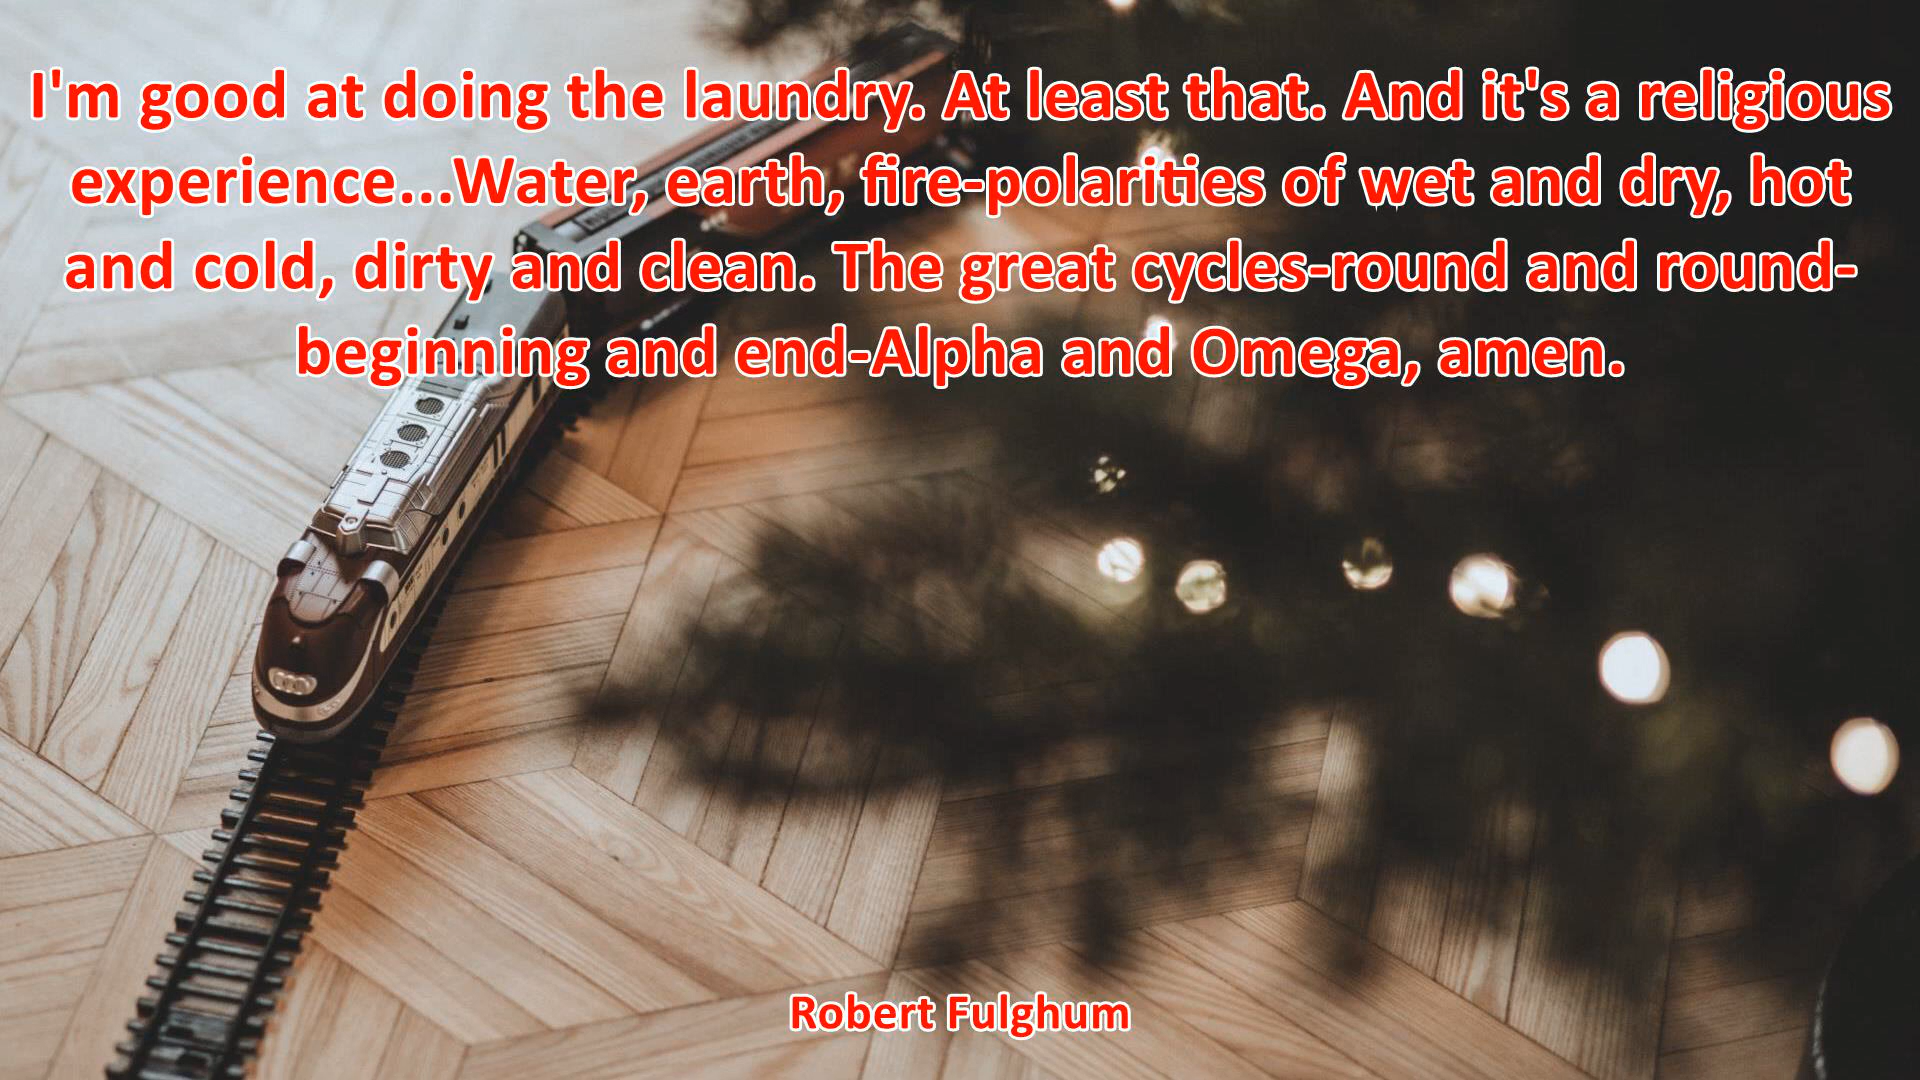 I'm good at doing the laundry. At least that. And it's a religious
experience...Water, earth, fire-polarities of wet and dry, hot
and cold, dirty and clean. The great cycles-round and round-
beginning and end-Alpha and Omega, amen.
Robert Fulghum